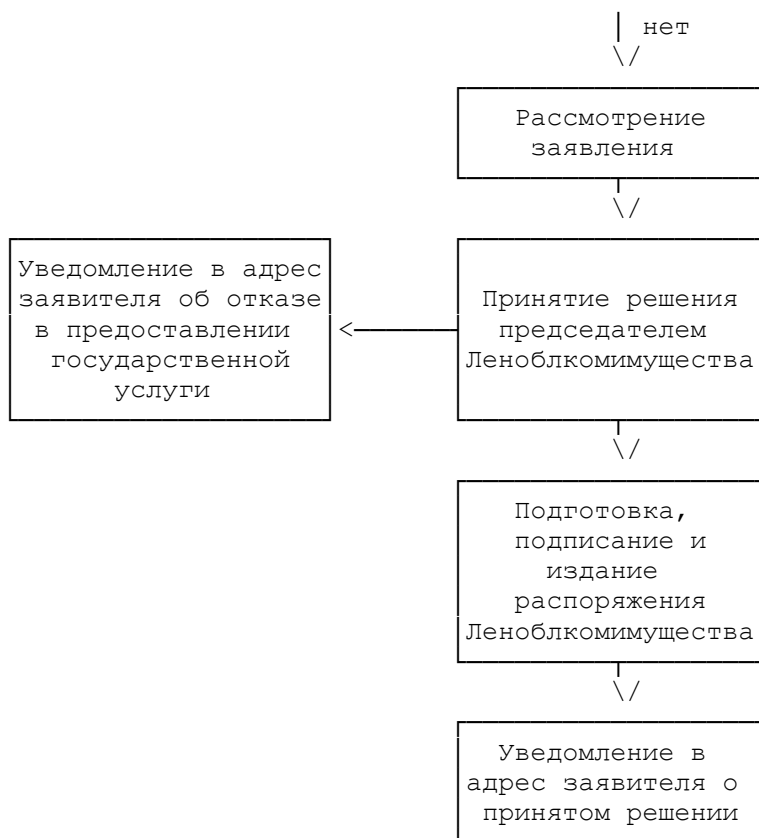 нет
Рассмотрение
заявления
Уведомление в адрес
заявителя об отказе
в предоставлении
государственной
услуги
Принятие решения
председателем
Леноблкомимущества
Подготовка,
подписание и
издание
распоряжения
Леноблкомимущества
Уведомление в
адрес заявителя о
принятом решении